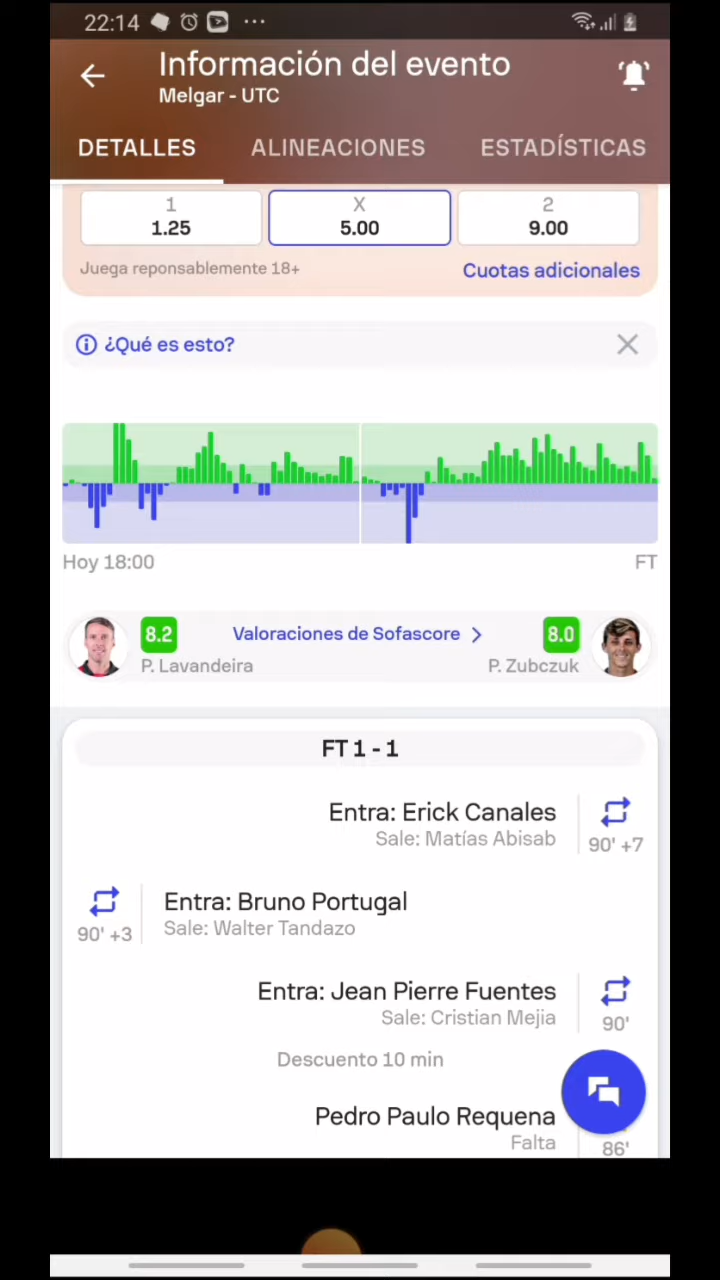 22:14
Información del evento
Melgar - UTC
DETALLES ALINEACIONES ESTADÍSTICAS
1 X 2
1.25 5.00 9.00
Juega reponsablemente 18+ Cuotas adicionales
¿Qué es esto?
Hoy 18:00 FT
8.2 Valoraciones de Sofascore 8.0
P. Lavandeira P. Zubczuk
FT 1 - 1
Entra: Erick Canales
Sale: Matías Abisab 90' +7
Entra: Bruno Portugal
90' +3 Sale: Walter Tandazo
Entra: Jean Pierre Fuentes
Sale: Cristian Mejia 90'
Descuento 10 min
Pedro Paulo Requena
Falta 86'